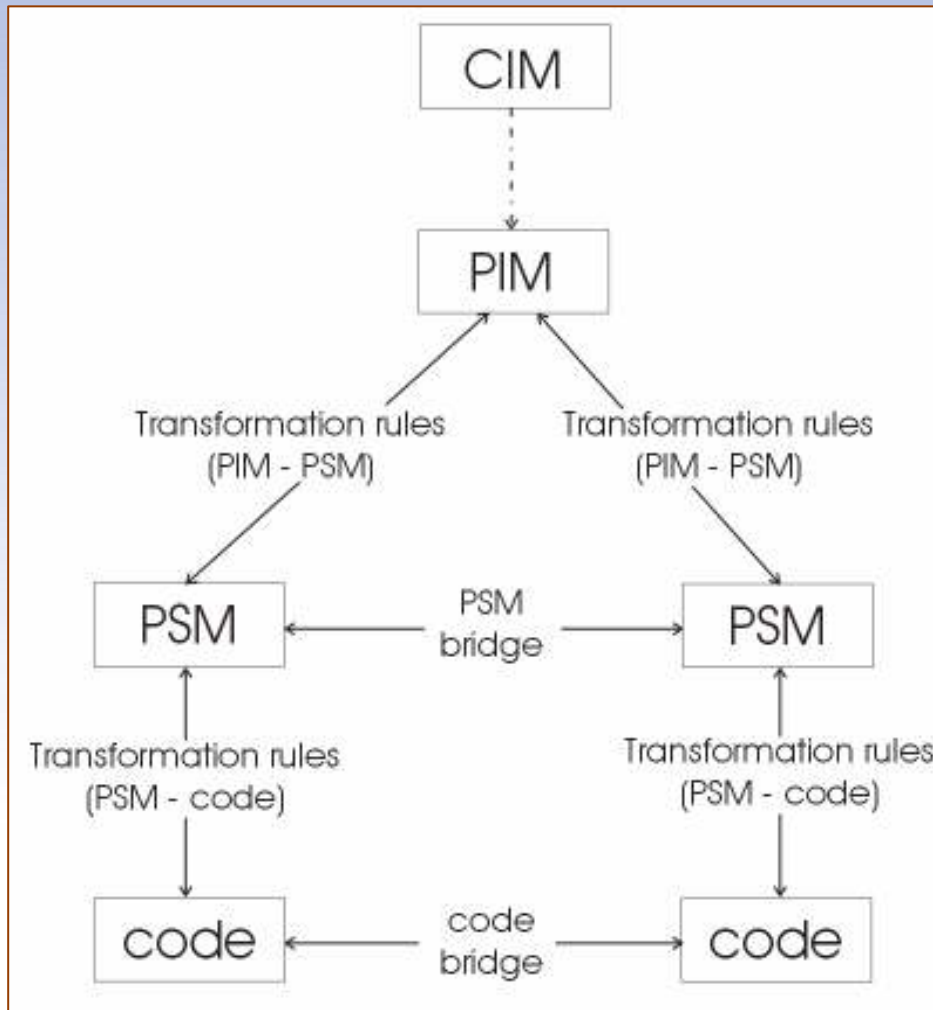 CIM
PIM
Transformation rules
(PIM - PSM)
Transformation rules
(PIM - PSM)
PSM
PSM
bridge
PSM
Transformation rules
(PSM - code)
Transformation rules
(PSM - code)
code
code
bridge
code